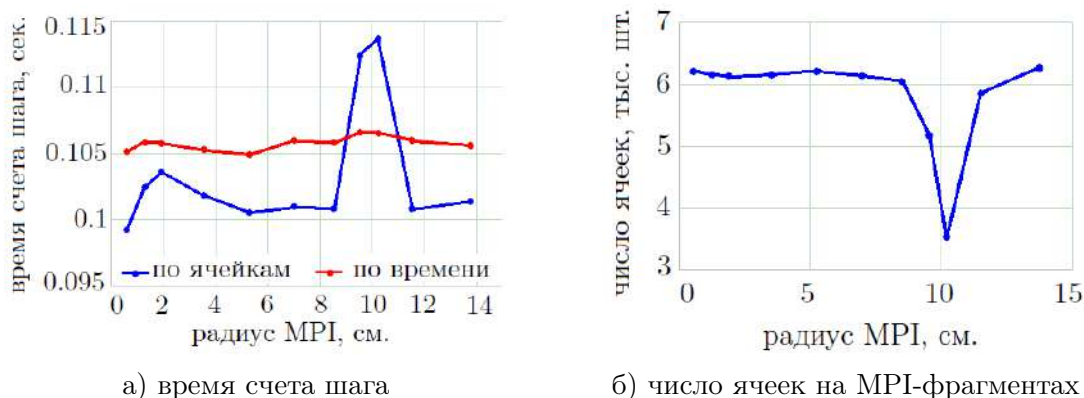 время счета шага, сек.
0.115
0.11
0.105
0.1
0.095
по ячейкам
по времени
0 2 4 6 8 10 12 14
радиус MPI, см.
а) время счета шага
число ячеек, тыс. шт.
7
6
5
4
3
0 5 10 15
радиус MPI, см.
б) число ячеек на MPI-фрагментах